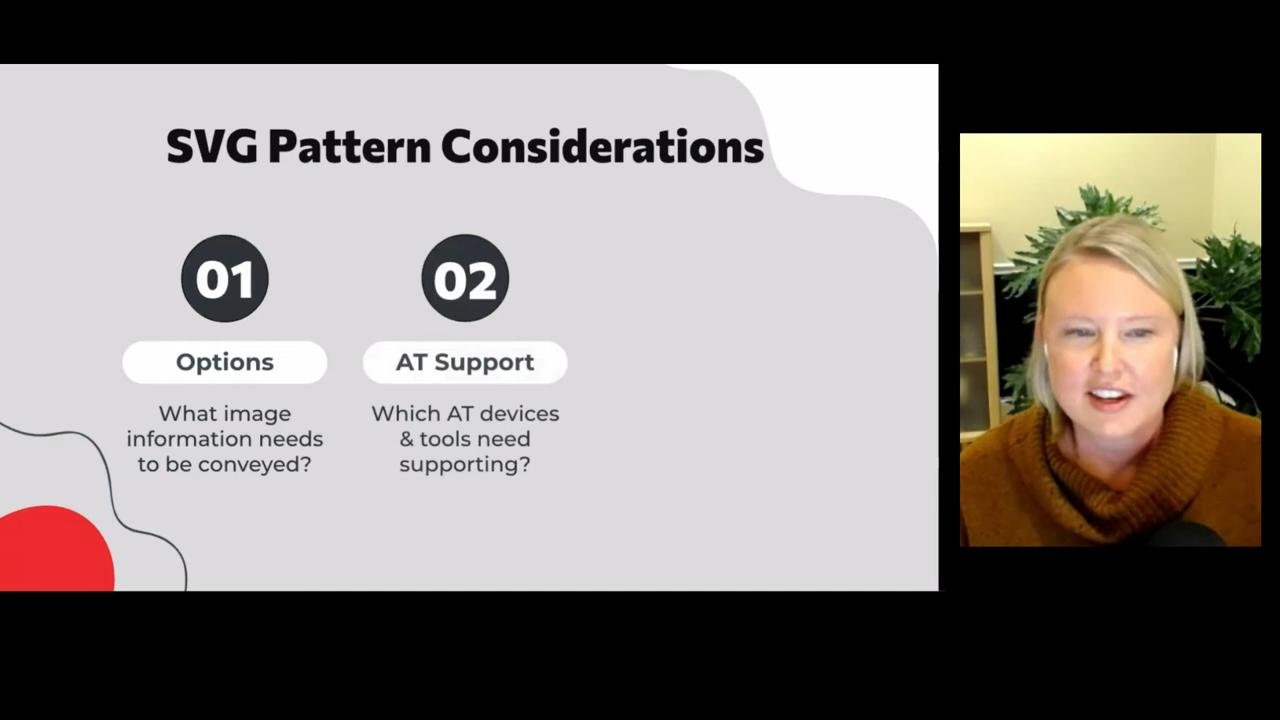 SVG Pattern Considerations
01
Options
What image
information needs
to be conveyed?
02
AT Support
Which AT devices
& tools need
supporting?